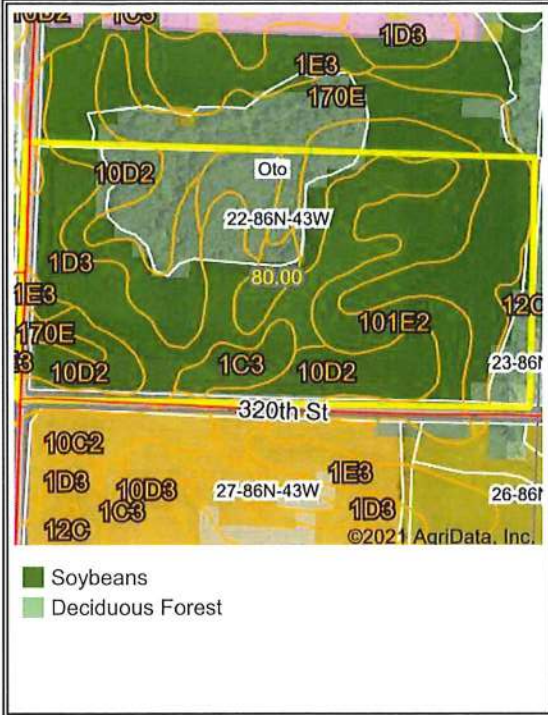 10D2
1C3
1D3
1E3
170E
10D2
Oto
22-86N-43W
1D3
80.00
1E3
12C
170E
101E2
23-86N
10D2
1C3
10D2
320th St
10C2
1D3
10D3
27-86N-43W
1E3
26-86N
1C3
1D3
12C
©2021 AgriData, Inc.
Soybeans
Deciduous Forest